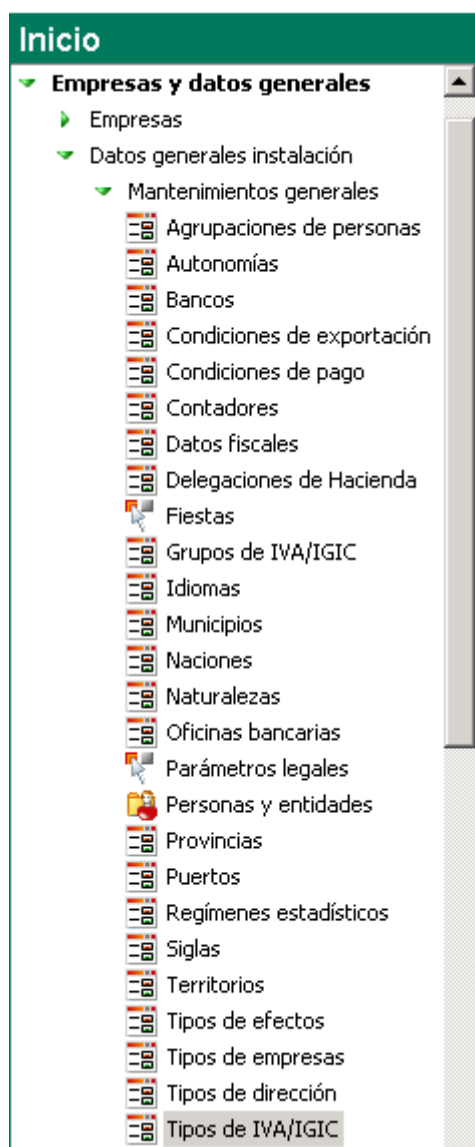 Inicio
Empresas y datos generales
Empresas
Datos generales instalación
Mantenimientos generales
Agrupaciones de personas
Autonomías
Bancos
Condiciones de exportación
Condiciones de pago
Contadores
Datos fiscales
Delegaciones de Hacienda
Fiestas
Grupos de IVA/IGIC
Idiomas
Municipios
Naciones
Naturalezas
Oficinas bancarias
Parámetros legales
Personas y entidades
Provincias
Puertos
Regímenes estadísticos
Siglas
Territorios
Tipos de efectos
Tipos de empresas
Tipos de dirección
Tipos de IVA/IGIC